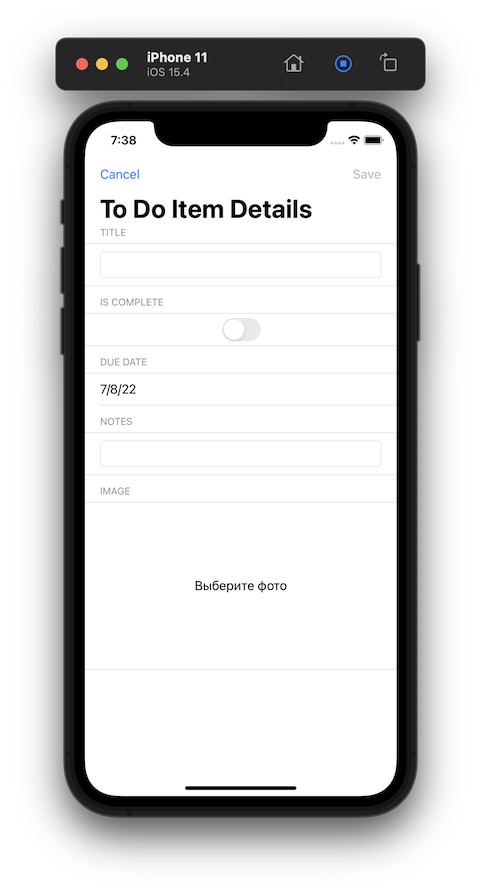 iPhone 11
iOS 15.4
7:38
Cancel Save
To Do Item Details
TITLE
IS COMPLETE
DUE DATE
7/8/22
NOTES
IMAGE
Выберите фото